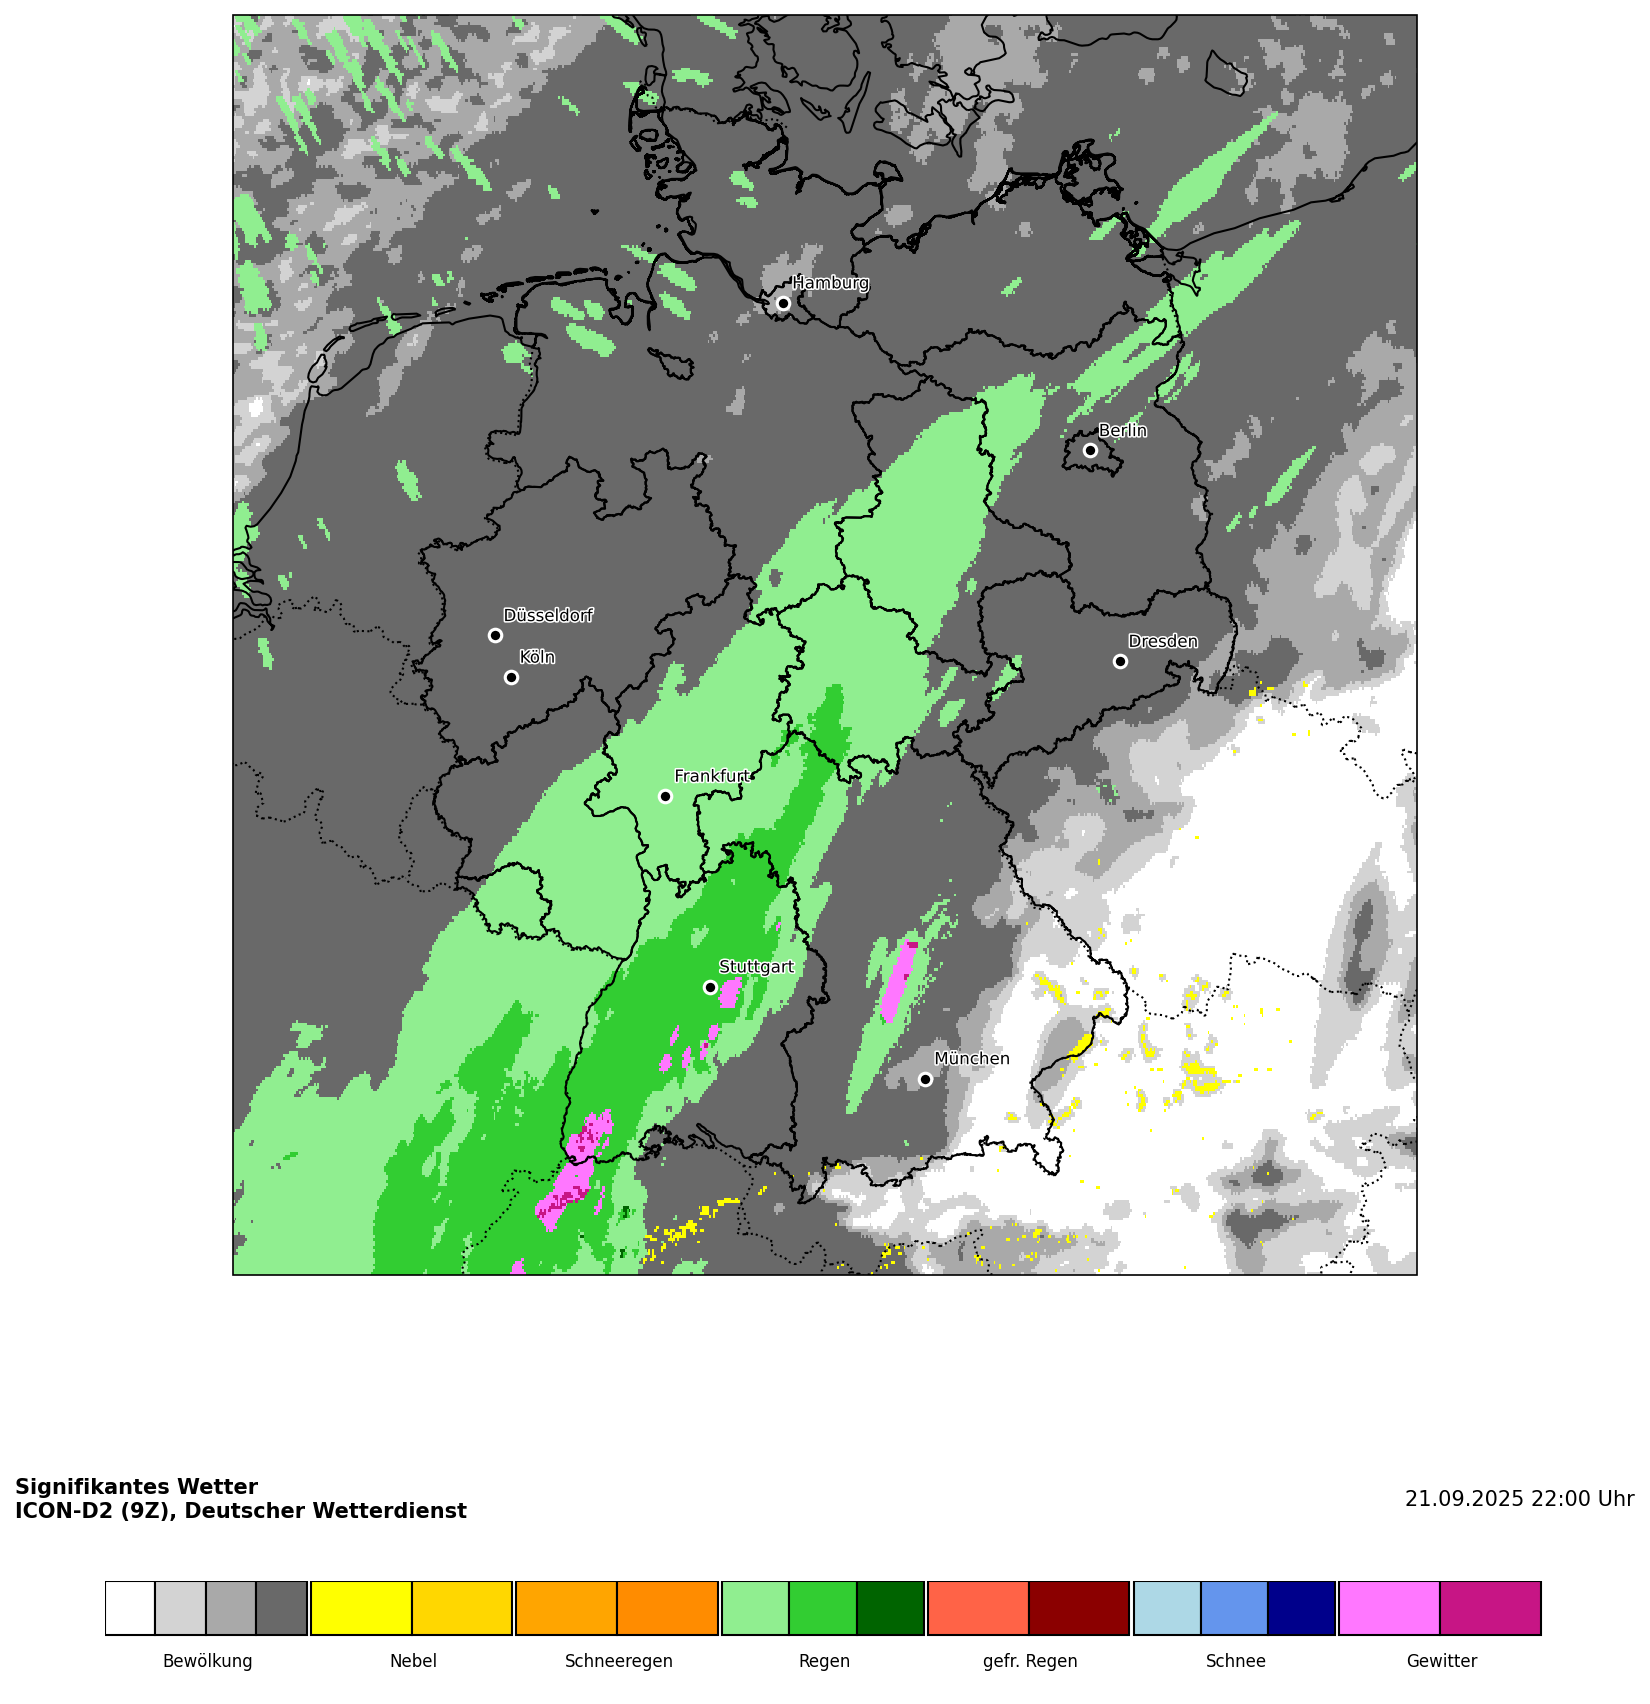 Hamburg
Berlin
Düsseldorf
Köln
Dresden
Frankfurt
Stuttgart
München
Signifikantes Wetter
ICON-D2 (9Z), Deutscher Wetterdienst
21.09.2025 22:00 Uhr
Bewölkung
Nebel
Schneeregen
Regen
gefr. Regen
Schnee
Gewitter